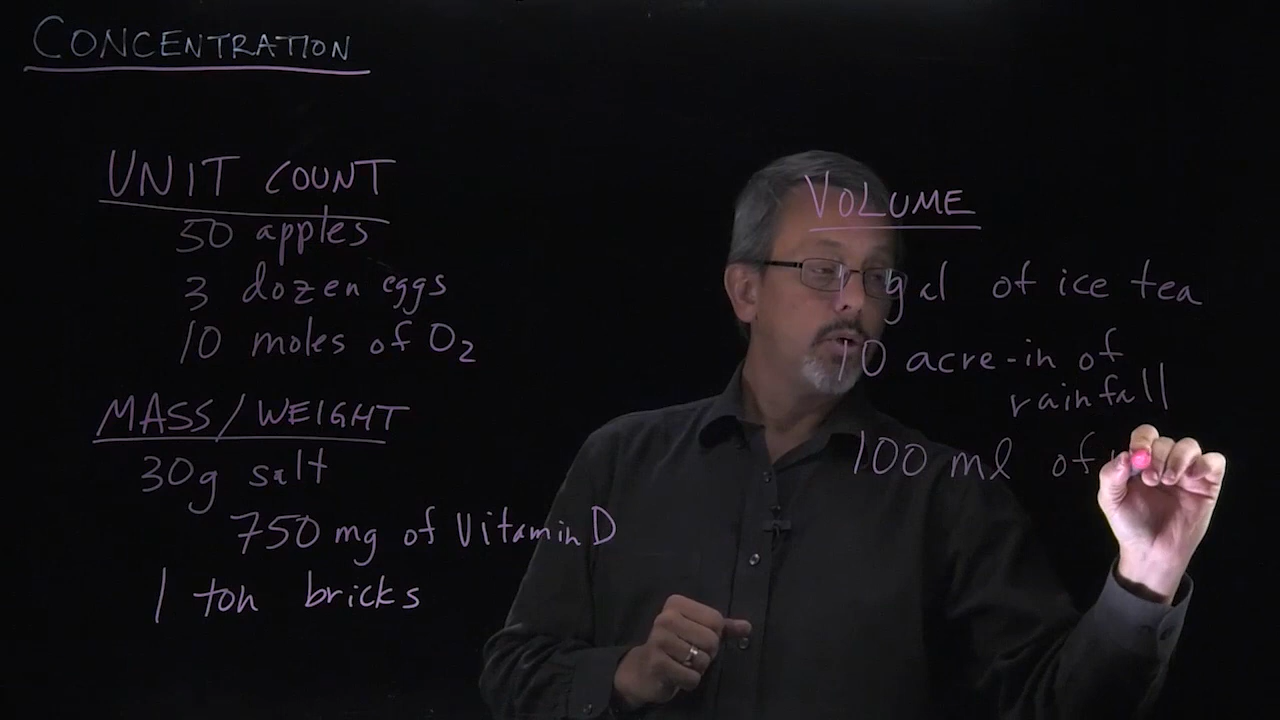 CONCENTRATION
UNIT COUNT
50 apples
3 dozen eggs
10 moles of O₂
MASS/WEIGHT
30g salt
750 mg of Vitamin D
1 ton bricks
VOLUME
1 gal of ice tea
10 acre-in of
rainfall
100 ml of